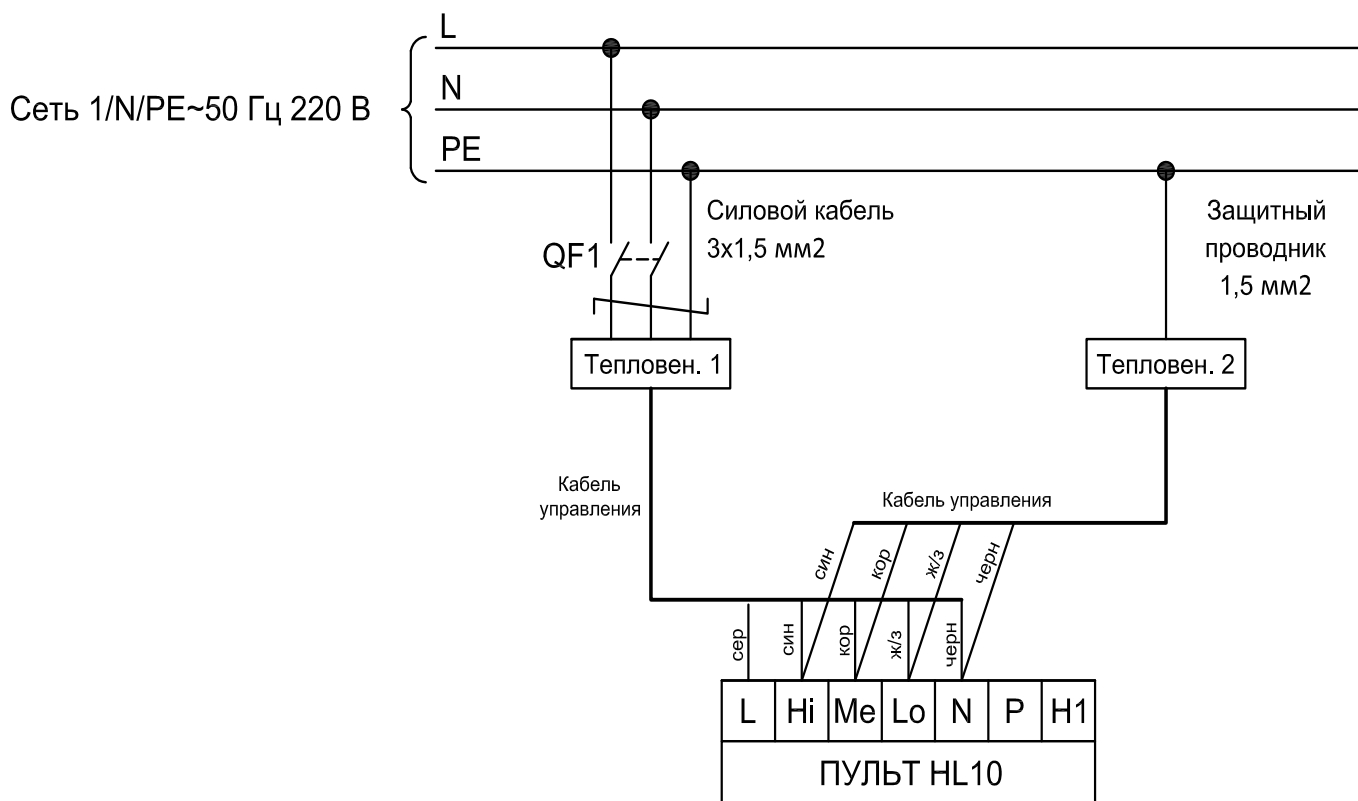 L
Сеть 1/N/PE~50 Гц 220 В
N
PE
Силовой кабель
3х1,5 мм2
Защитный
проводник
1,5 мм2
QF1
Тепловен. 1
Тепловен. 2
Кабель
управления
Кабель управления
син
кор
ж/з
черн
сер
син
кор
ж/з
черн
L Hi Me Lo N P H1
ПУЛЬТ HL10